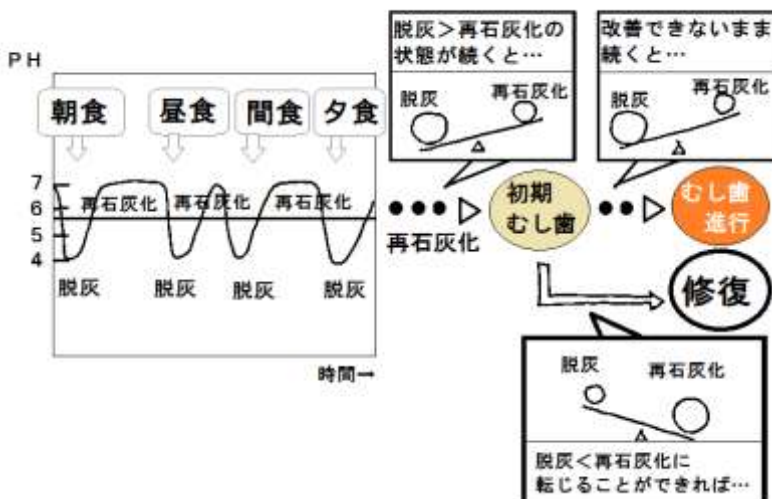 PH
朝食
昼食
間食
夕食
7
6
5
4
再石灰化
再石灰化
再石灰化
脱灰
脱灰
脱灰
脱灰
時間→
再石灰化
脱灰>再石灰化の
状態が続くと…
脱灰
再石灰化
初期
むし歯
改善できないまま
続くと…
脱灰
再石灰化
むし歯
進行
修復
脱灰
再石灰化
脱灰<再石灰化に
転じることができれば…